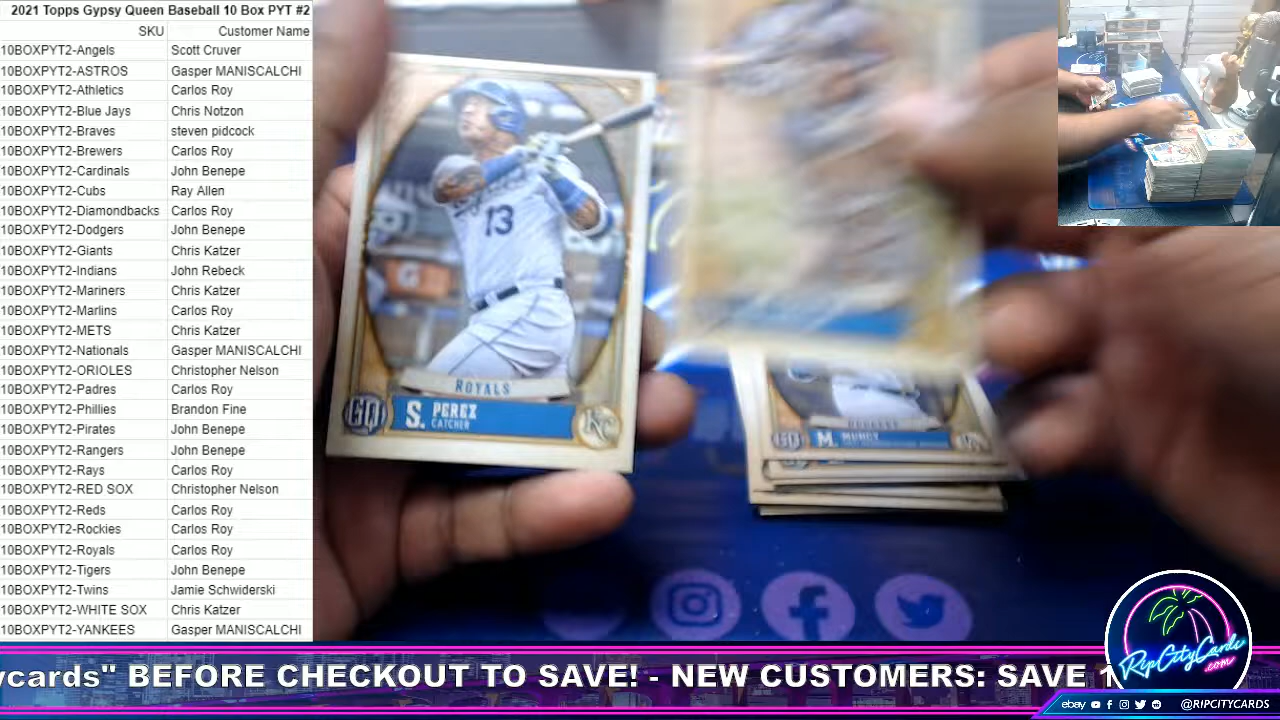 2021 Topps Gypsy Queen Baseball 10 Box PYT #2
SKU Customer Name
10BOXPYT2-Angels Scott Cruver
10BOXPYT2-ASTROS Gasper MANISCALCHI
10BOXPYT2-Athletics Carlos Roy
10BOXPYT2-Blue Jays Chris Notzon
10BOXPYT2-Braves steven pidcock
10BOXPYT2-Brewers Carlos Roy
10BOXPYT2-Cardinals John Benepe
10BOXPYT2-Cubs Ray Allen
10BOXPYT2-Diamondbacks Carlos Roy
10BOXPYT2-Dodgers John Benepe
10BOXPYT2-Giants Chris Katzer
10BOXPYT2-Indians John Rebeck
10BOXPYT2-Mariners Chris Katzer
10BOXPYT2-Marlins Carlos Roy
10BOXPYT2-METS Chris Katzer
10BOXPYT2-Nationals Gasper MANISCALCHI
10BOXPYT2-ORIOLES Christopher Nelson
10BOXPYT2-Padres Carlos Roy
10BOXPYT2-Phillies Brandon Fine
10BOXPYT2-Pirates John Benepe
10BOXPYT2-Rangers John Benepe
10BOXPYT2-Rays Carlos Roy
10BOXPYT2-RED SOX Christopher Nelson
10BOXPYT2-Reds Carlos Roy
10BOXPYT2-Rockies Carlos Roy
10BOXPYT2-Royals Carlos Roy
10BOXPYT2-Tigers John Benepe
10BOXPYT2-Twins Jamie Schwiderski
10BOXPYT2-WHITE SOX Chris Katzer
10BOXPYT2-YANKEES Gasper MANISCALCHI
13
ROYALS
GQ S. PEREZ KC
CATCHER
GQ M. MUNCY
ycards" BEFORE CHECKOUT TO SAVE! - NEW CUSTOMERS: SAVE 1
RipCityCards
.com
ebay @RIPCITYCARDS